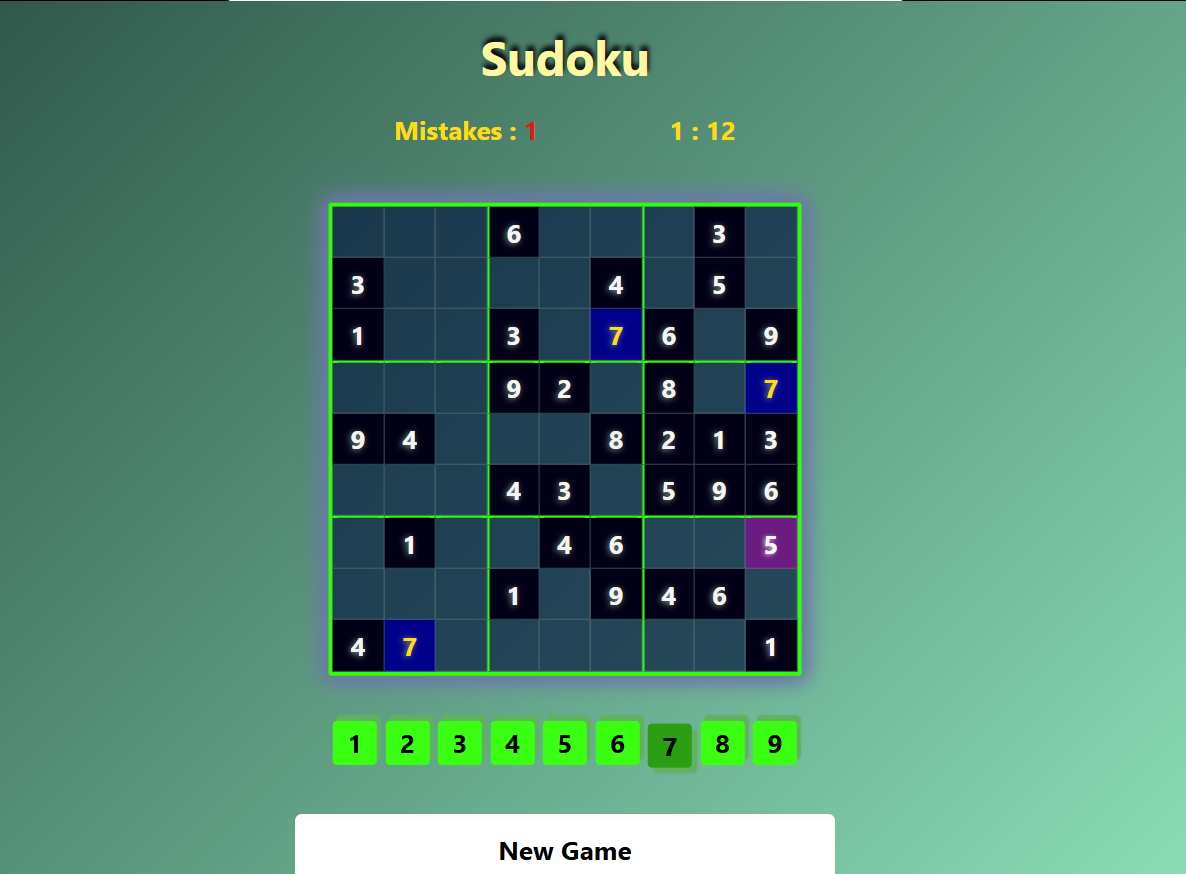 Sudoku
Mistakes : 1 1 : 12
6 3
3 4 5
1 3 7 6 9
9 2 8 7
9 4 8 2 1 3
4 3 5 9 6
1 4 6 5
1 9 4 6
4 7 1
1 2 3 4 5 6 7 8 9
New Game